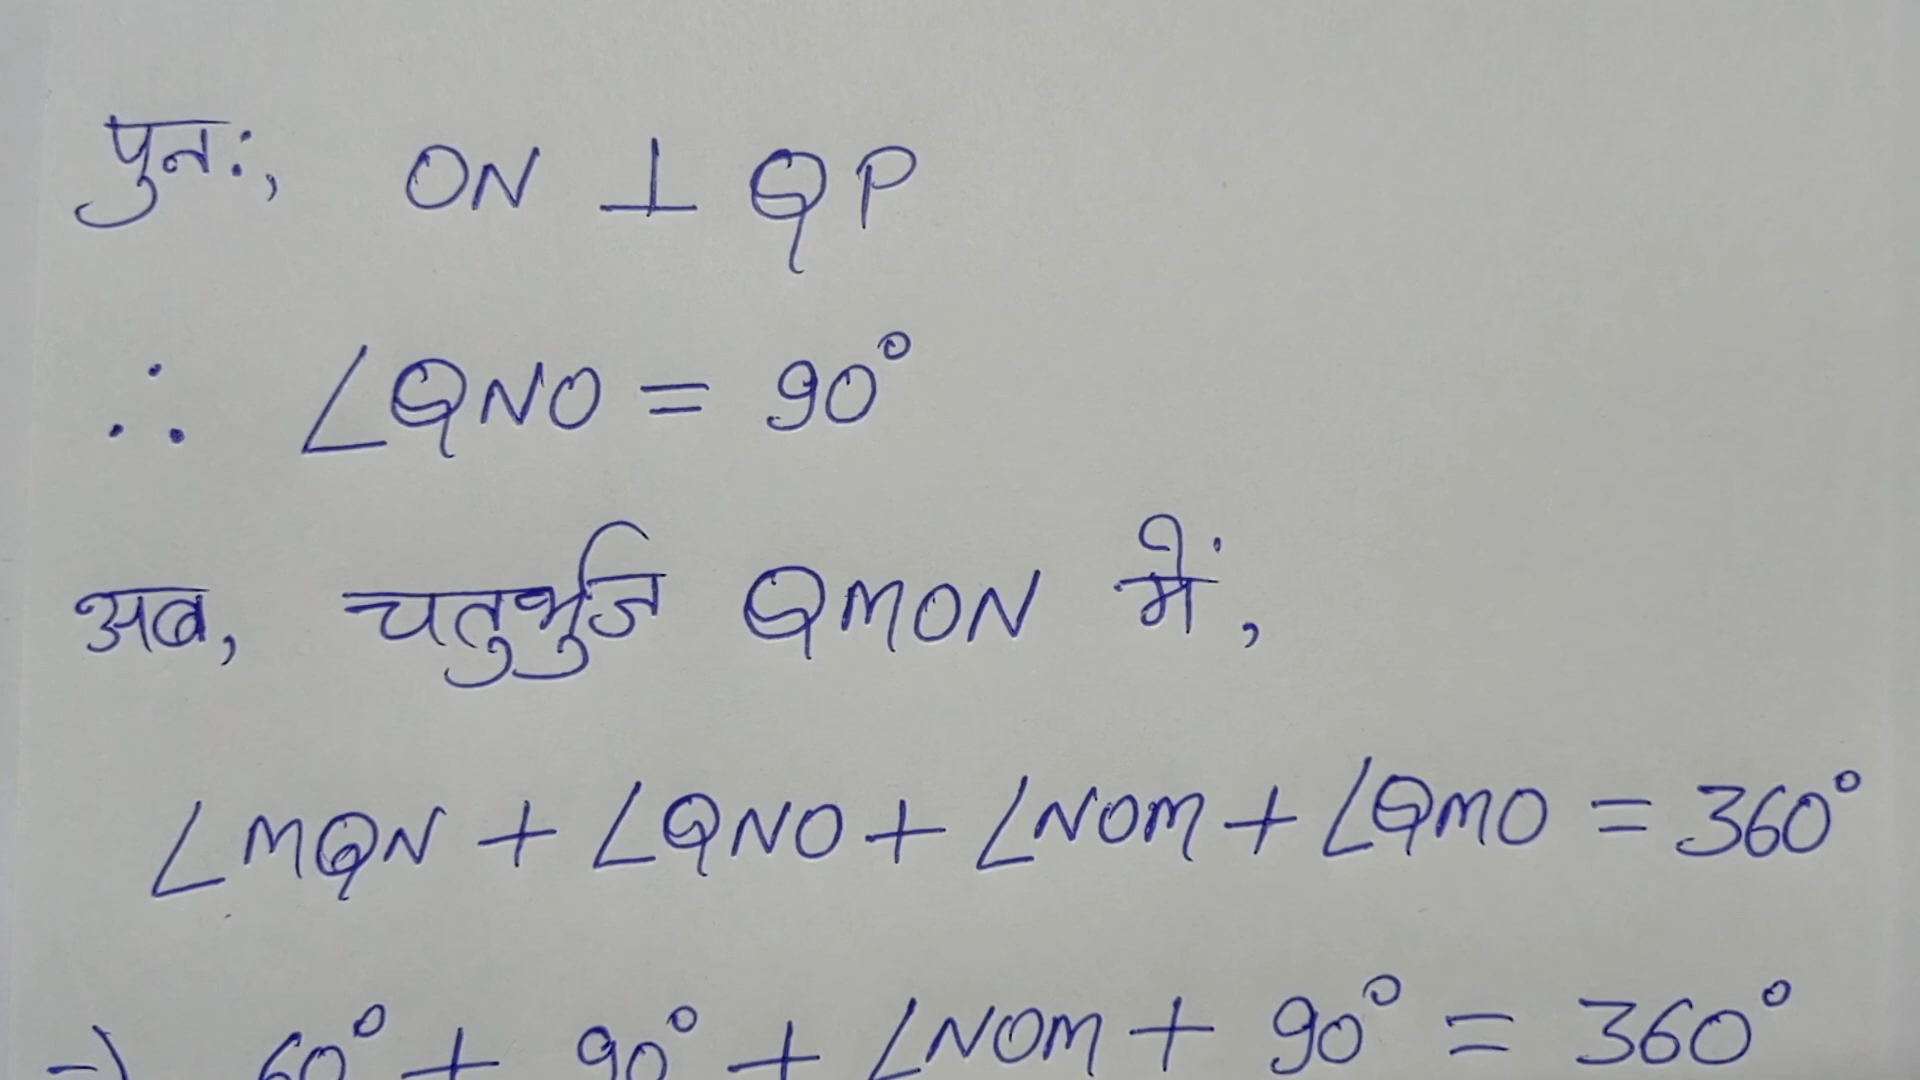 पुनः, ON ⊥ QP
∴ ∠QNO = 90°
अब, चतुर्भुज QMON में,
∠MQN + ∠QNO + ∠NOM + ∠QMO = 360°
⇒ 60° + 90° + ∠NOM + 90° = 360°